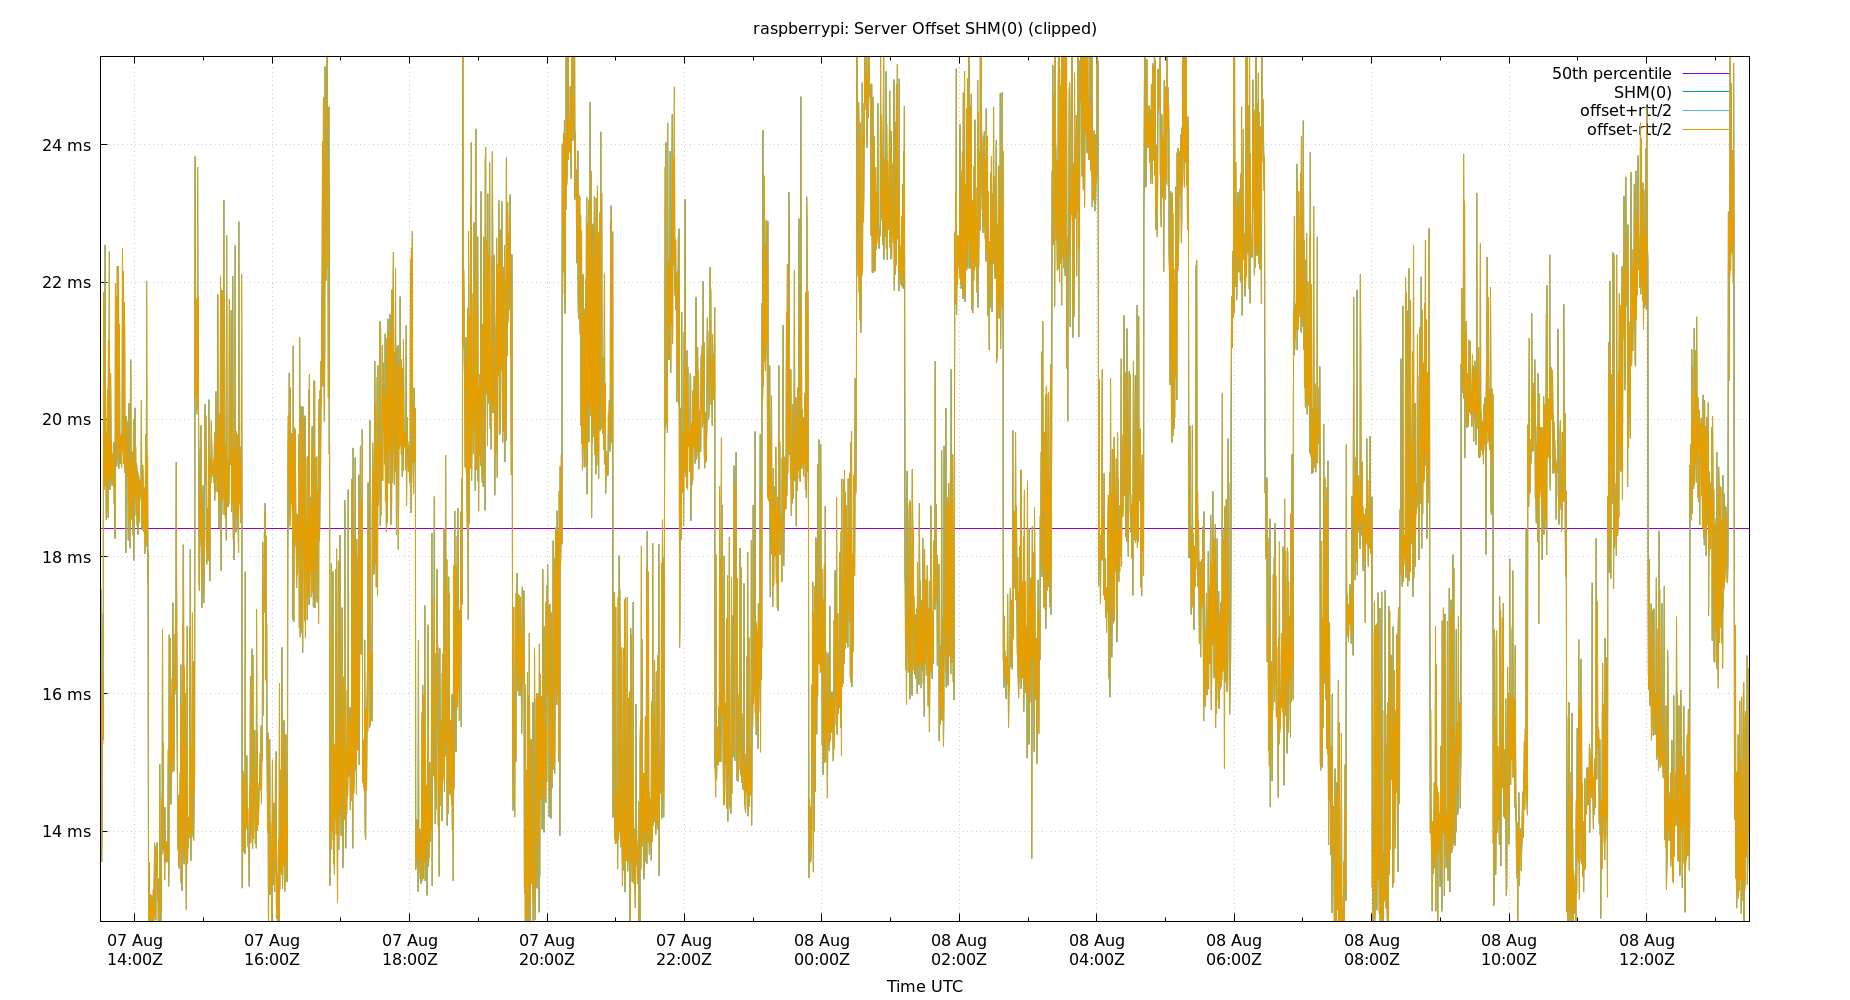 raspberrypi: Server Offset SHM(0) (clipped)
50th percentile
SHM(0)
offset+rtt/2
offset-rtt/2
24 ms
22 ms
20 ms
18 ms
16 ms
14 ms
07 Aug 07 Aug 07 Aug 07 Aug 07 Aug 08 Aug 08 Aug 08 Aug 08 Aug 08 Aug 08 Aug 08 Aug
14:00Z 16:00Z 18:00Z 20:00Z 22:00Z 00:00Z 02:00Z 04:00Z 06:00Z 08:00Z 10:00Z 12:00Z
Time UTC